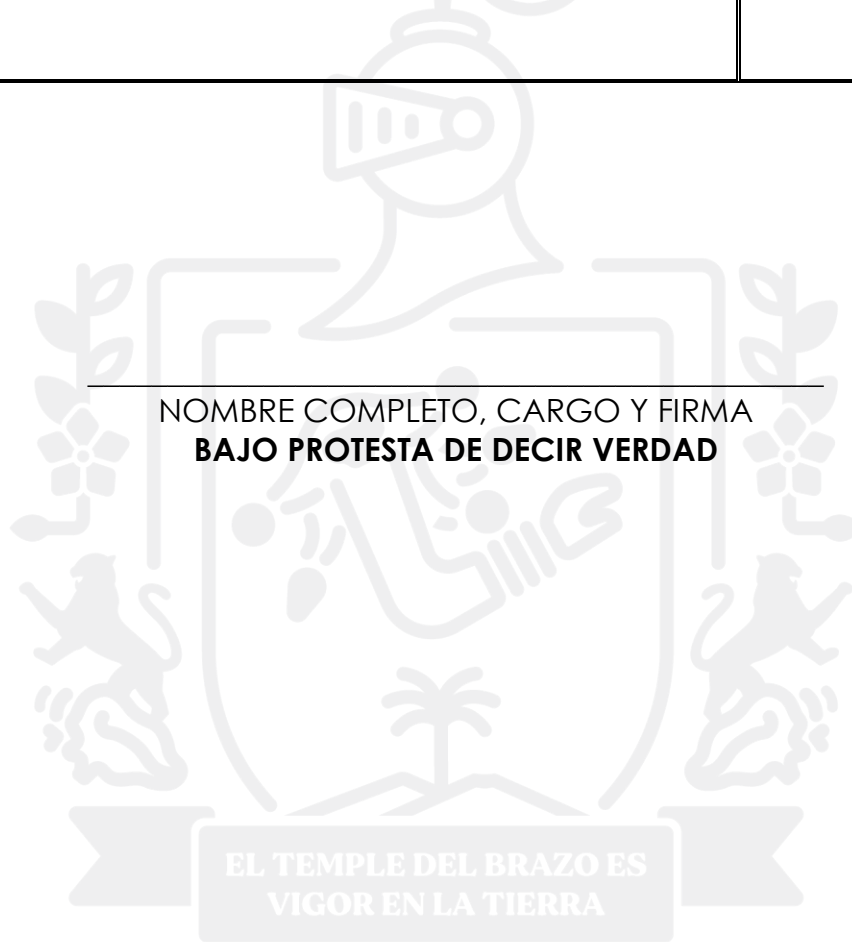 NOMBRE COMPLETO, CARGO Y FIRMA
BAJO PROTESTA DE DECIR VERDAD
EL TEMPLE DEL BRAZO ES
VIGOR EN LA TIERRA